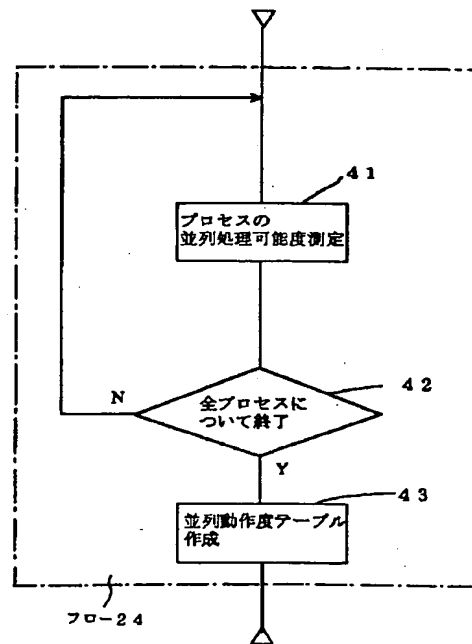 41
プロセスの
並列処理可能度測定
42
全プロセスに
ついて終了
N
Y
43
並列動作度テーブル
作成
フロー24